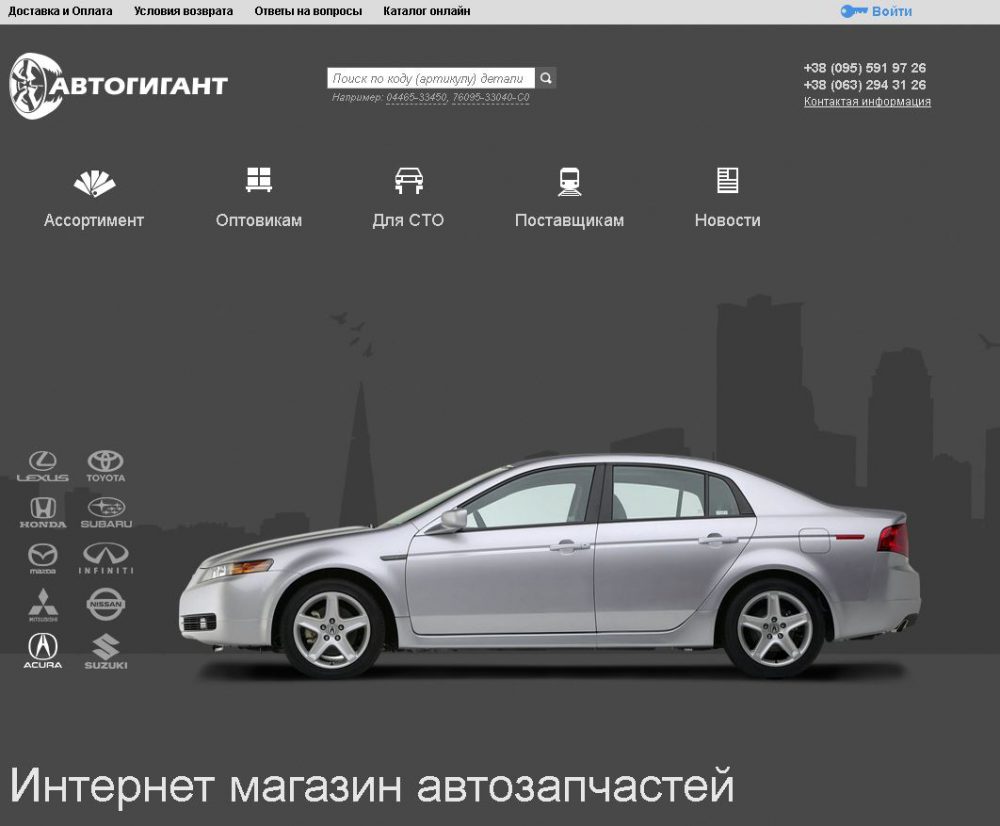 Доставка и Оплата Условия возврата Ответы на вопросы Каталог онлайн Войти
АВТОГИГАНТ
Поиск по коду (артикулу) детали
Например: 04465-33450, 76095-33040-C0
+38 (095) 591 97 26
+38 (063) 294 31 26
Контактая информация
Ассортимент Оптовикам Для СТО Поставщикам Новости
LEXUS TOYOTA
HONDA SUBARU
mazda INFINITI
MITSUBISHI NISSAN
ACURA SUZUKI
Интернет магазин автозапчастей